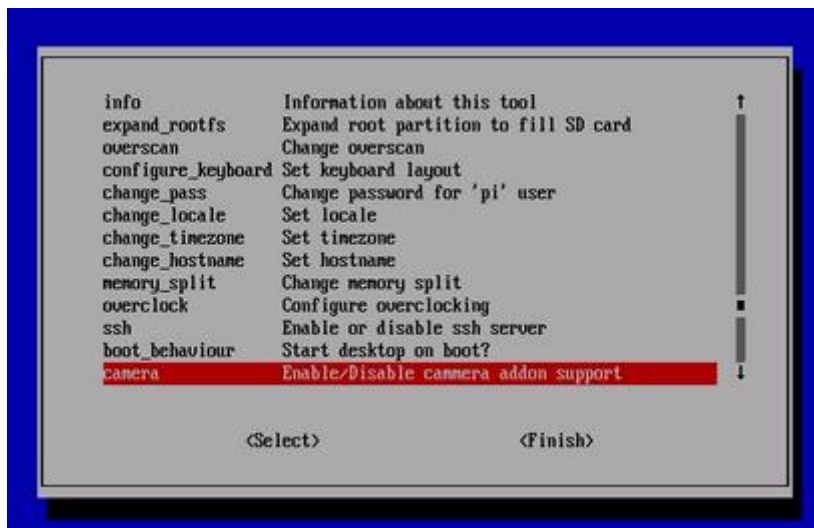 info Information about this tool
expand_rootfs Expand root partition to fill SD card
overscan Change overscan
configure_keyboard Set keyboard layout
change_pass Change password for 'pi' user
change_locale Set locale
change_timezone Set timezone
change_hostname Set hostname
memory_split Change memory split
overclock Configure overclocking
ssh Enable or disable ssh server
boot_behaviour Start desktop on boot?
camera Enable/Disable cammera addon support
<Select> <Finish>